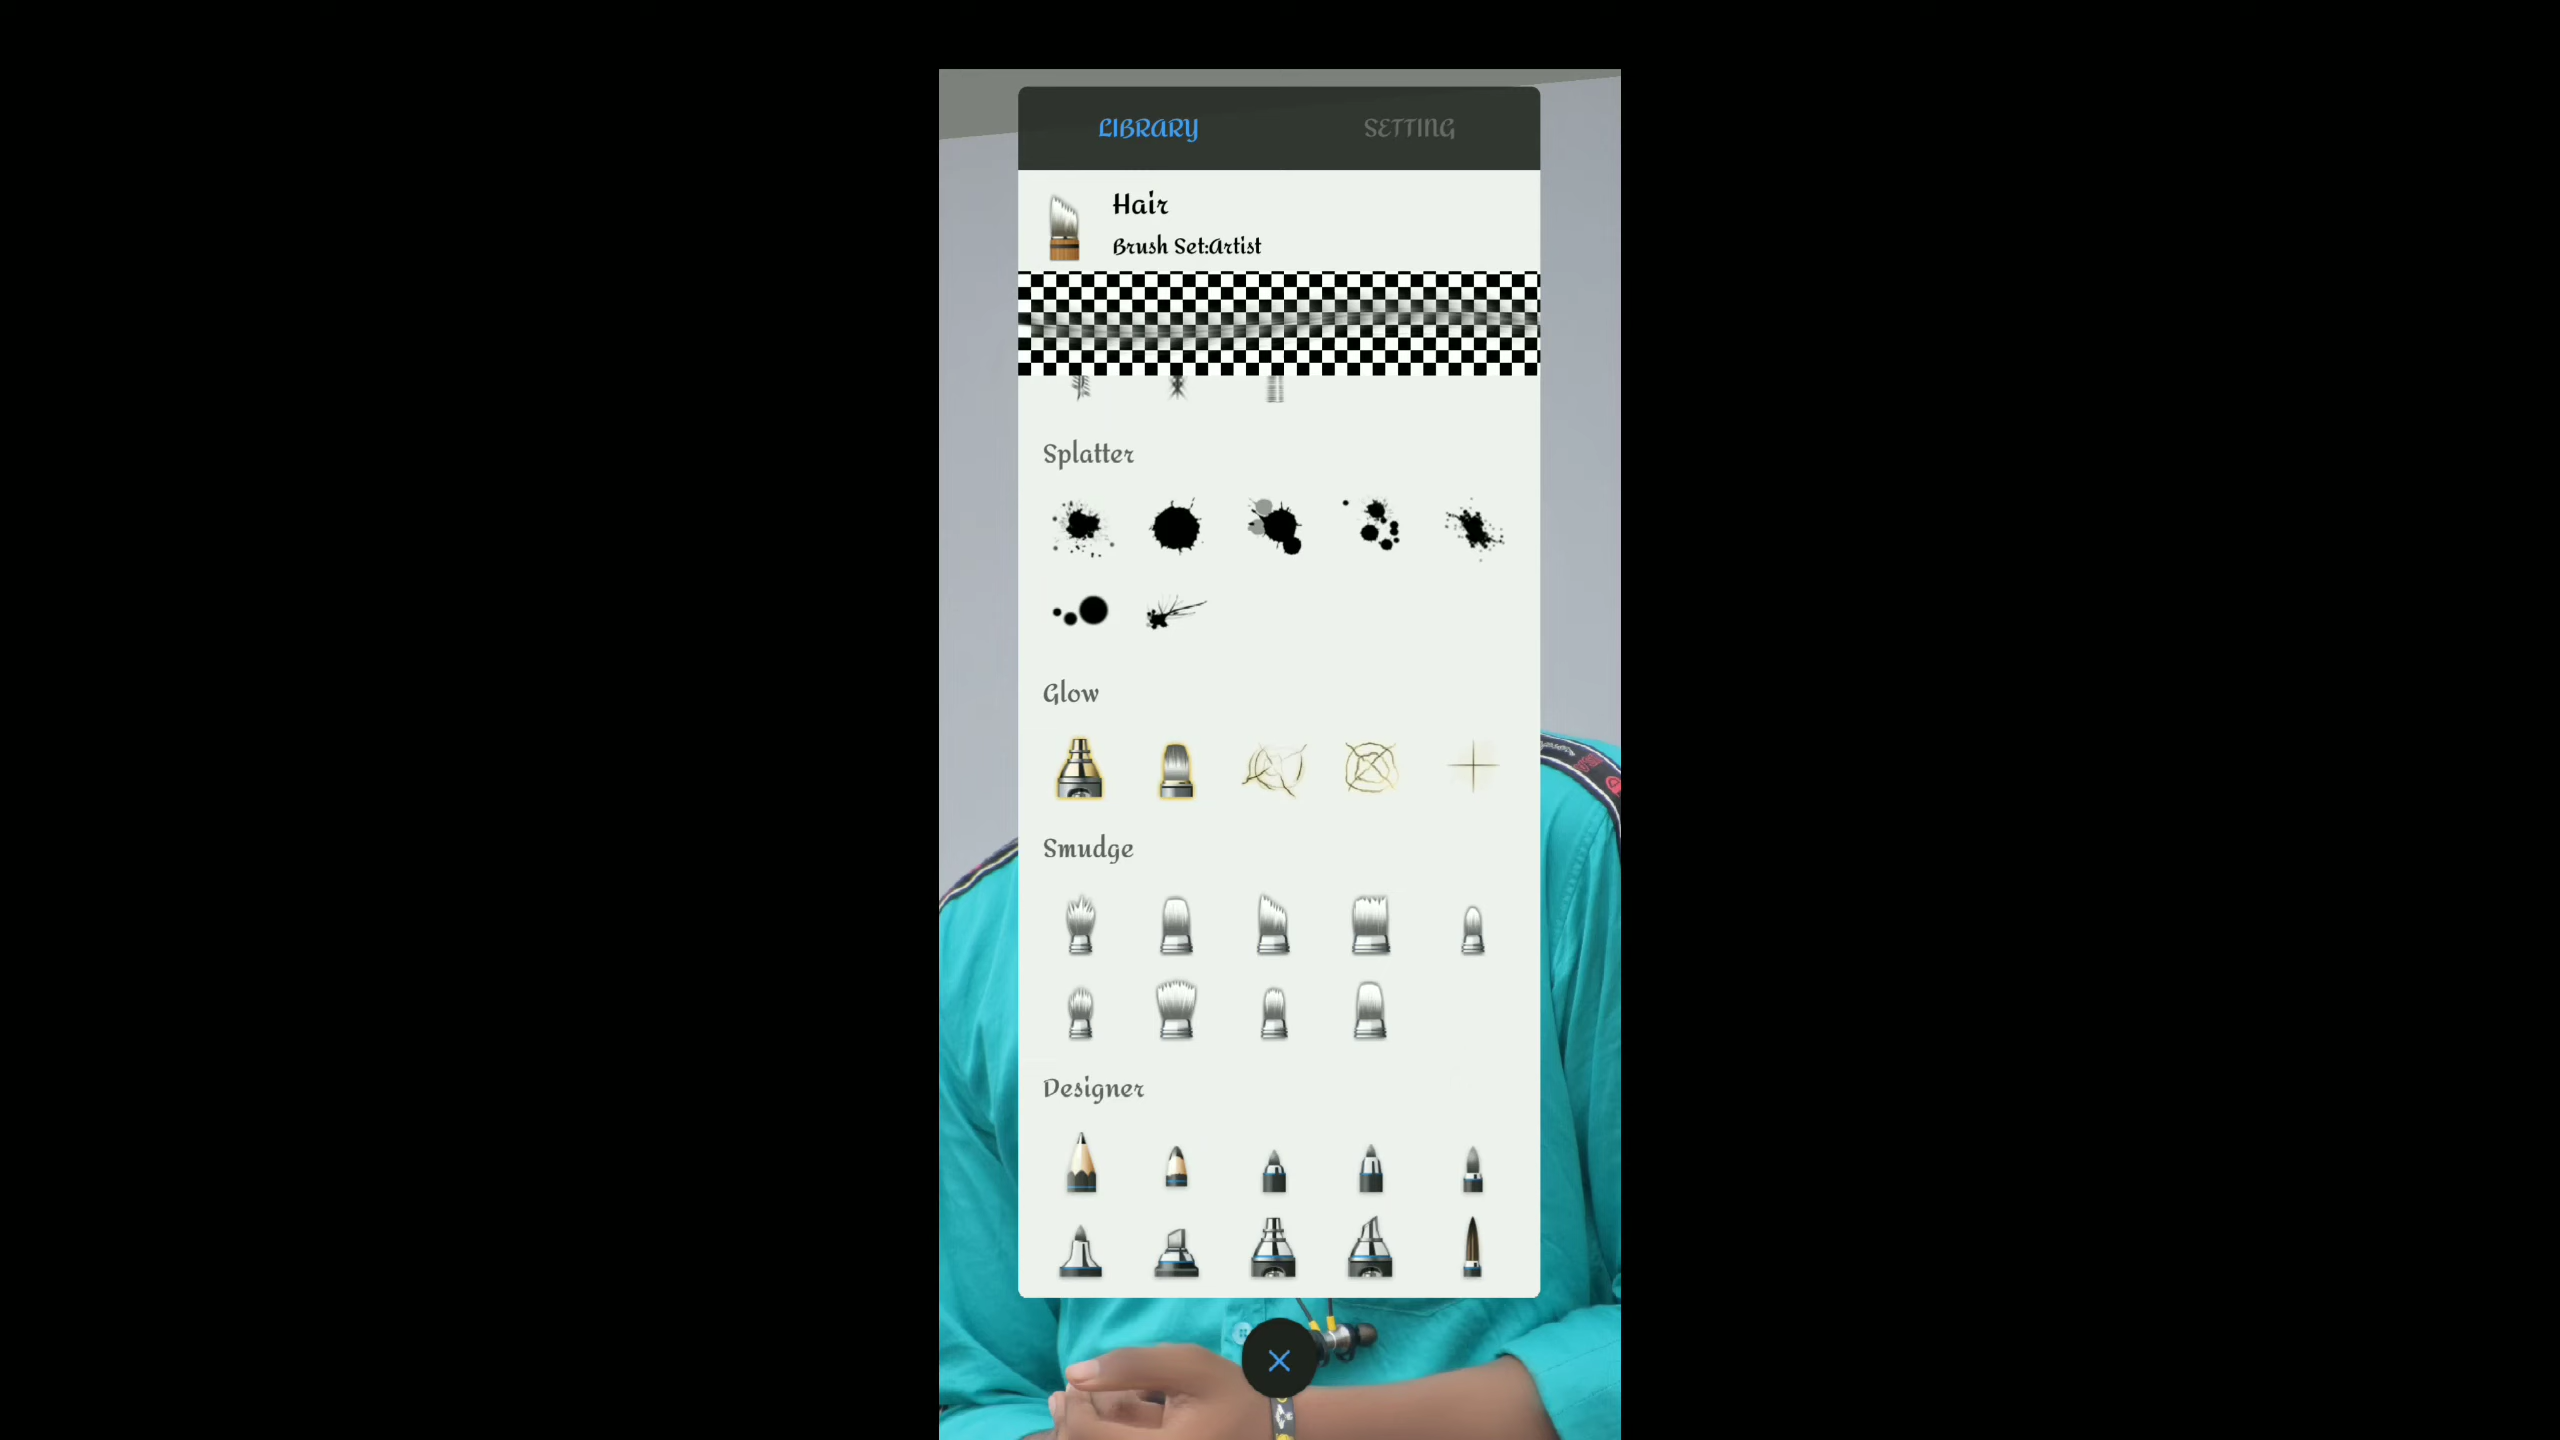 LIBRARY
SETTING
Hair
Brush Set:Artist
Splatter
Glow
Smudge
Designer